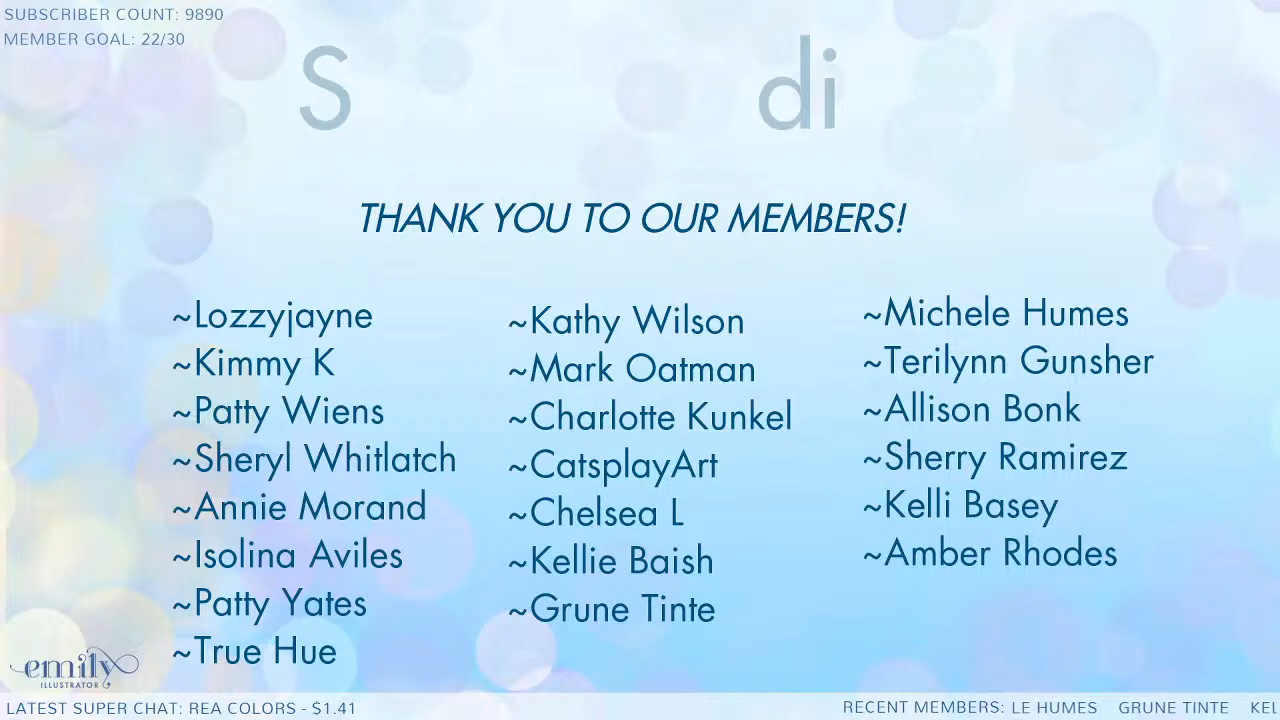 SUBSCRIBER COUNT: 9890
MEMBER GOAL: 22/30
S di
THANK YOU TO OUR MEMBERS!
~Lozzyjayne
~Kimmy K
~Patty Wiens
~Sheryl Whitlatch
~Annie Morand
~Isolina Aviles
~Patty Yates
~True Hue
~Kathy Wilson
~Mark Oatman
~Charlotte Kunkel
~CatsplayArt
~Chelsea L
~Kellie Baish
~Grune Tinte
~Michele Humes
~Terilynn Gunsher
~Allison Bonk
~Sherry Ramirez
~Kelli Basey
~Amber Rhodes
emily
ILLUSTRATOR
LATEST SUPER CHAT: REA COLORS - $1.41
RECENT MEMBERS: LE HUMES GRUNE TINTE KEL